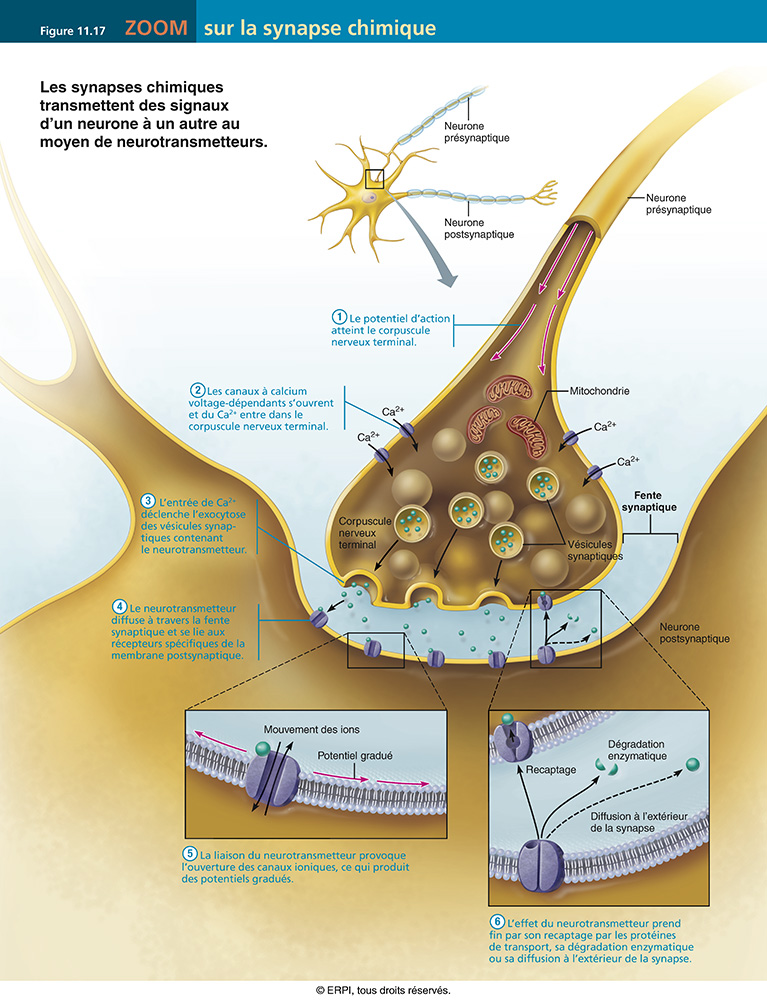 Figure 11.17 ZOOM sur la synapse chimique
Les synapses chimiques
transmettent des signaux
d'un neurone à un autre au
moyen de neurotransmetteurs.
Neurone
présynaptique
Neurone
postsynaptique
Neurone
présynaptique
1 Le potentiel d'action
atteint le corpuscule
nerveux terminal.
2 Les canaux à calcium
voltage-dépendants s'ouvrent
et du Ca²⁺ entre dans le
corpuscule nerveux terminal.
Mitochondrie
Ca²⁺
Ca²⁺
Ca²⁺
Ca²⁺
3 L'entrée de Ca²⁺
déclenche l'exocytose
des vésicules synap-
tiques contenant
le neurotransmetteur.
Corpuscule
nerveux
terminal
Fente
synaptique
Vésicules
synaptiques
4 Le neurotransmetteur
diffuse à travers la fente
synaptique et se lie aux
récepteurs spécifiques de la
membrane postsynaptique.
Neurone
postsynaptique
Mouvement des ions
Potentiel gradué
5 La liaison du neurotransmetteur provoque
l'ouverture des canaux ioniques, ce qui produit
des potentiels gradués.
Dégradation
enzymatique
Recaptage
Diffusion à l'extérieur
de la synapse
6 L'effet du neurotransmetteur prend
fin par son recaptage par les protéines
de transport, sa dégradation enzymatique
ou sa diffusion à l'extérieur de la synapse.
© ERPI, tous droits réservés.